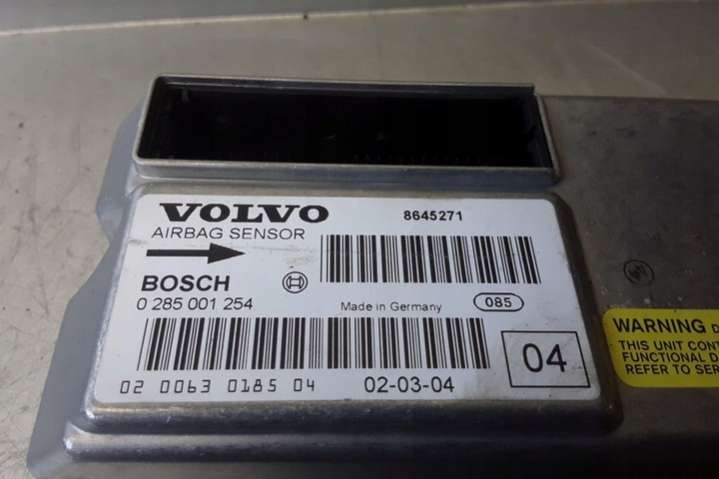 VOLVO
8645271
AIRBAG SENSOR
BOSCH
0 285 001 254
Made in Germany
085
04
02 0063 0185 04
02-03-04
WARNING
THIS UNIT CONT
FUNCTIONAL D
REFER TO SER